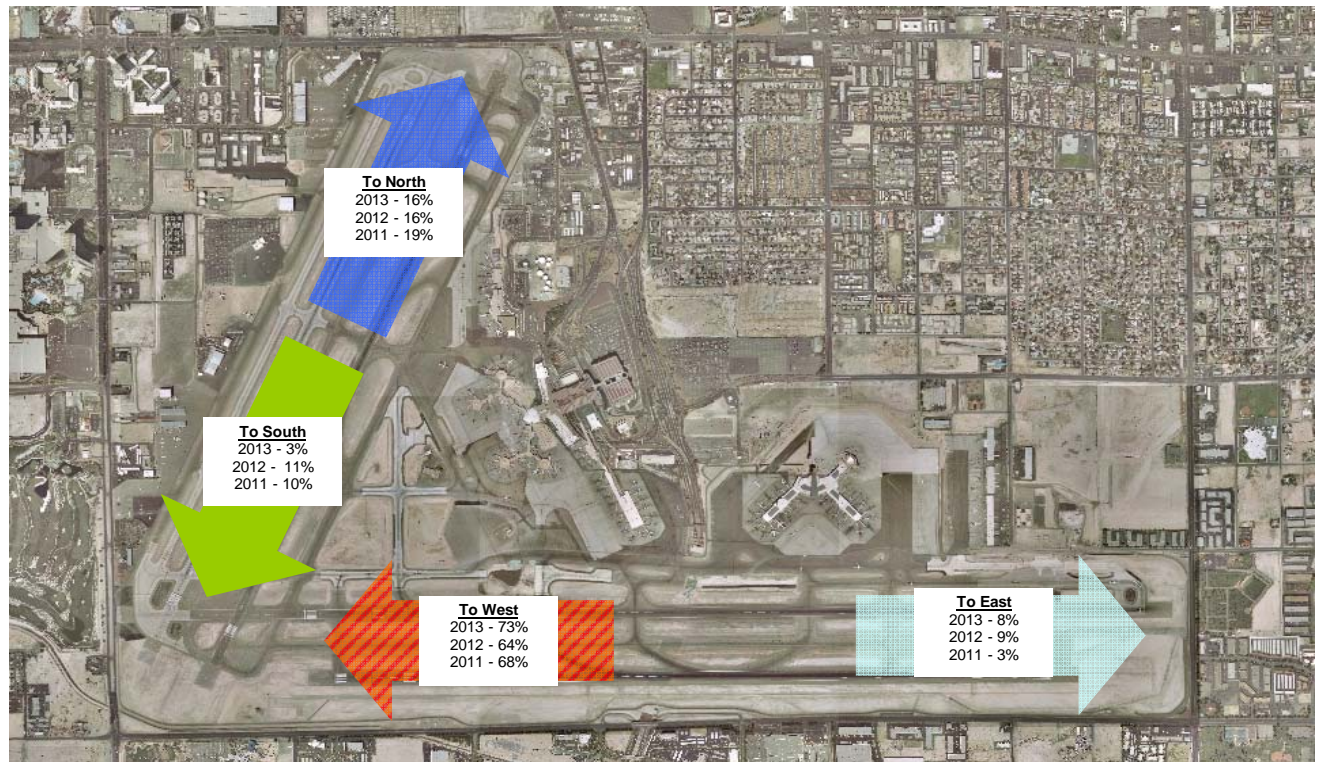 To North
2013 - 16%
2012 - 16%
2011 - 19%
To South
2013 - 3%
2012 - 11%
2011 - 10%
To West
2013 - 73%
2012 - 64%
2011 - 68%
To East
2013 - 8%
2012 - 9%
2011 - 3%